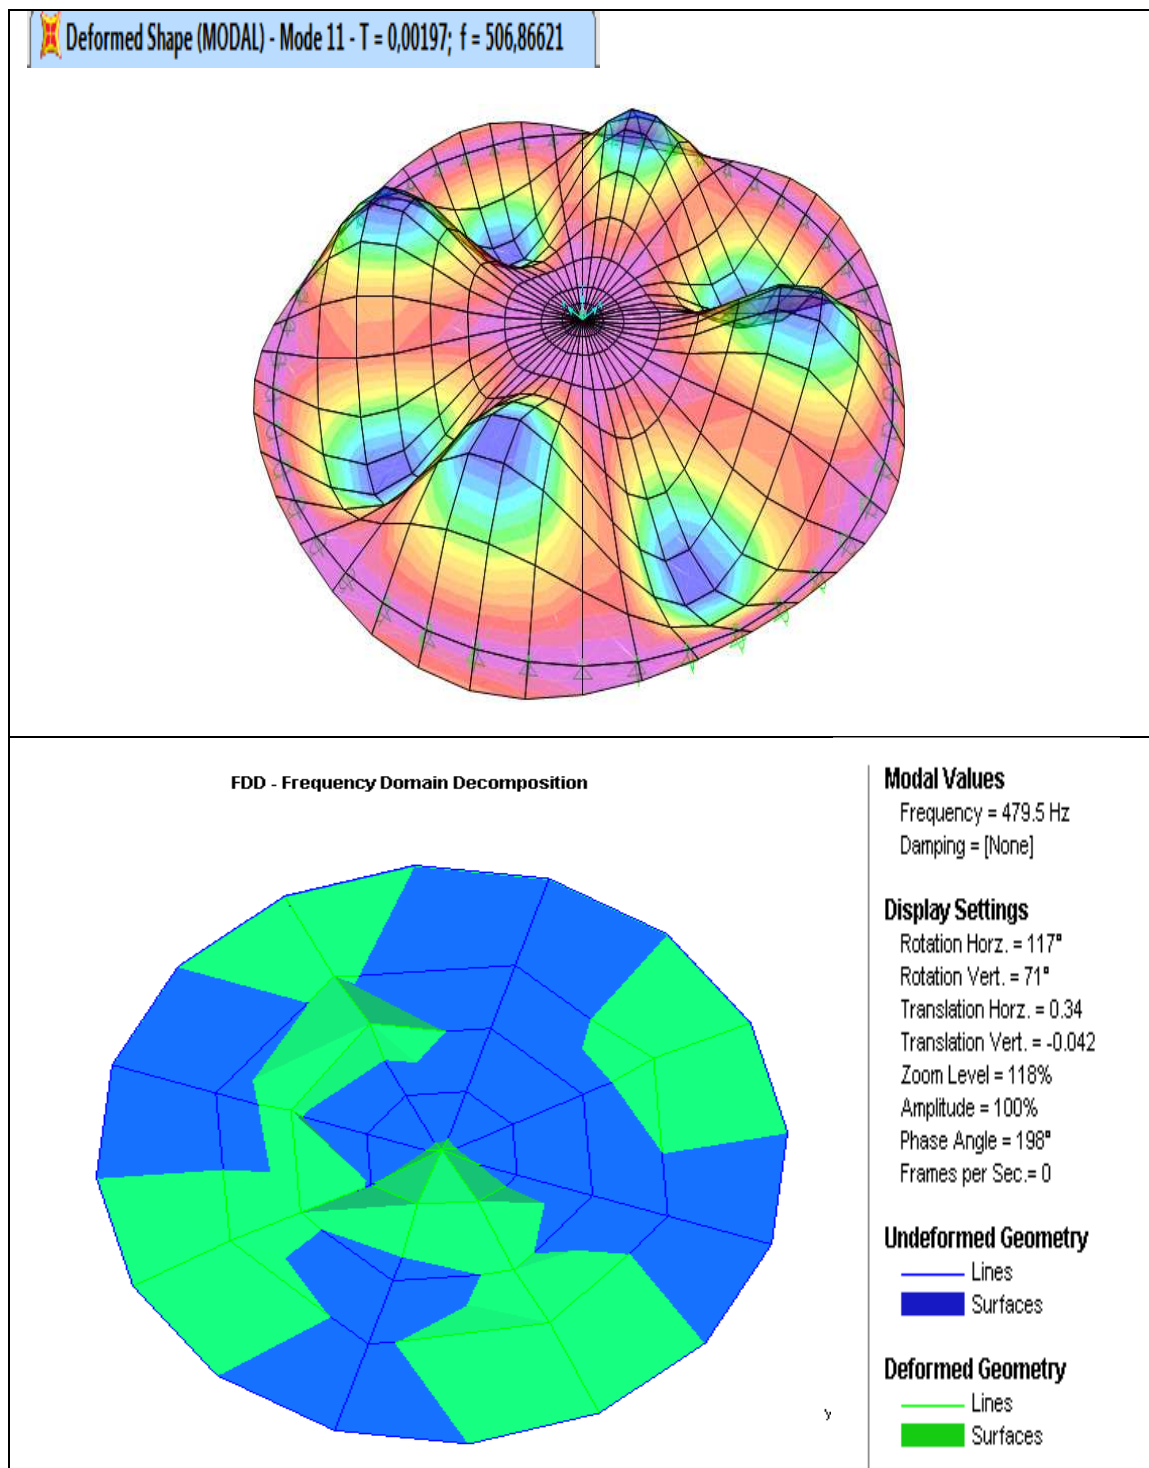 Deformed Shape (MODAL) - Mode 11 - T = 0,00197; f = 506,86621
FDD - Frequency Domain Decomposition
Modal Values
Frequency = 479.5 Hz
Damping = [None]
Display Settings
Rotation Horz. = 117°
Rotation Vert. = 71°
Translation Horz. = 0.34
Translation Vert. = -0.042
Zoom Level = 118%
Amplitude = 100%
Phase Angle = 198°
Frames per Sec.= 0
Undeformed Geometry
Lines
Surfaces
Deformed Geometry
Lines
Surfaces
y